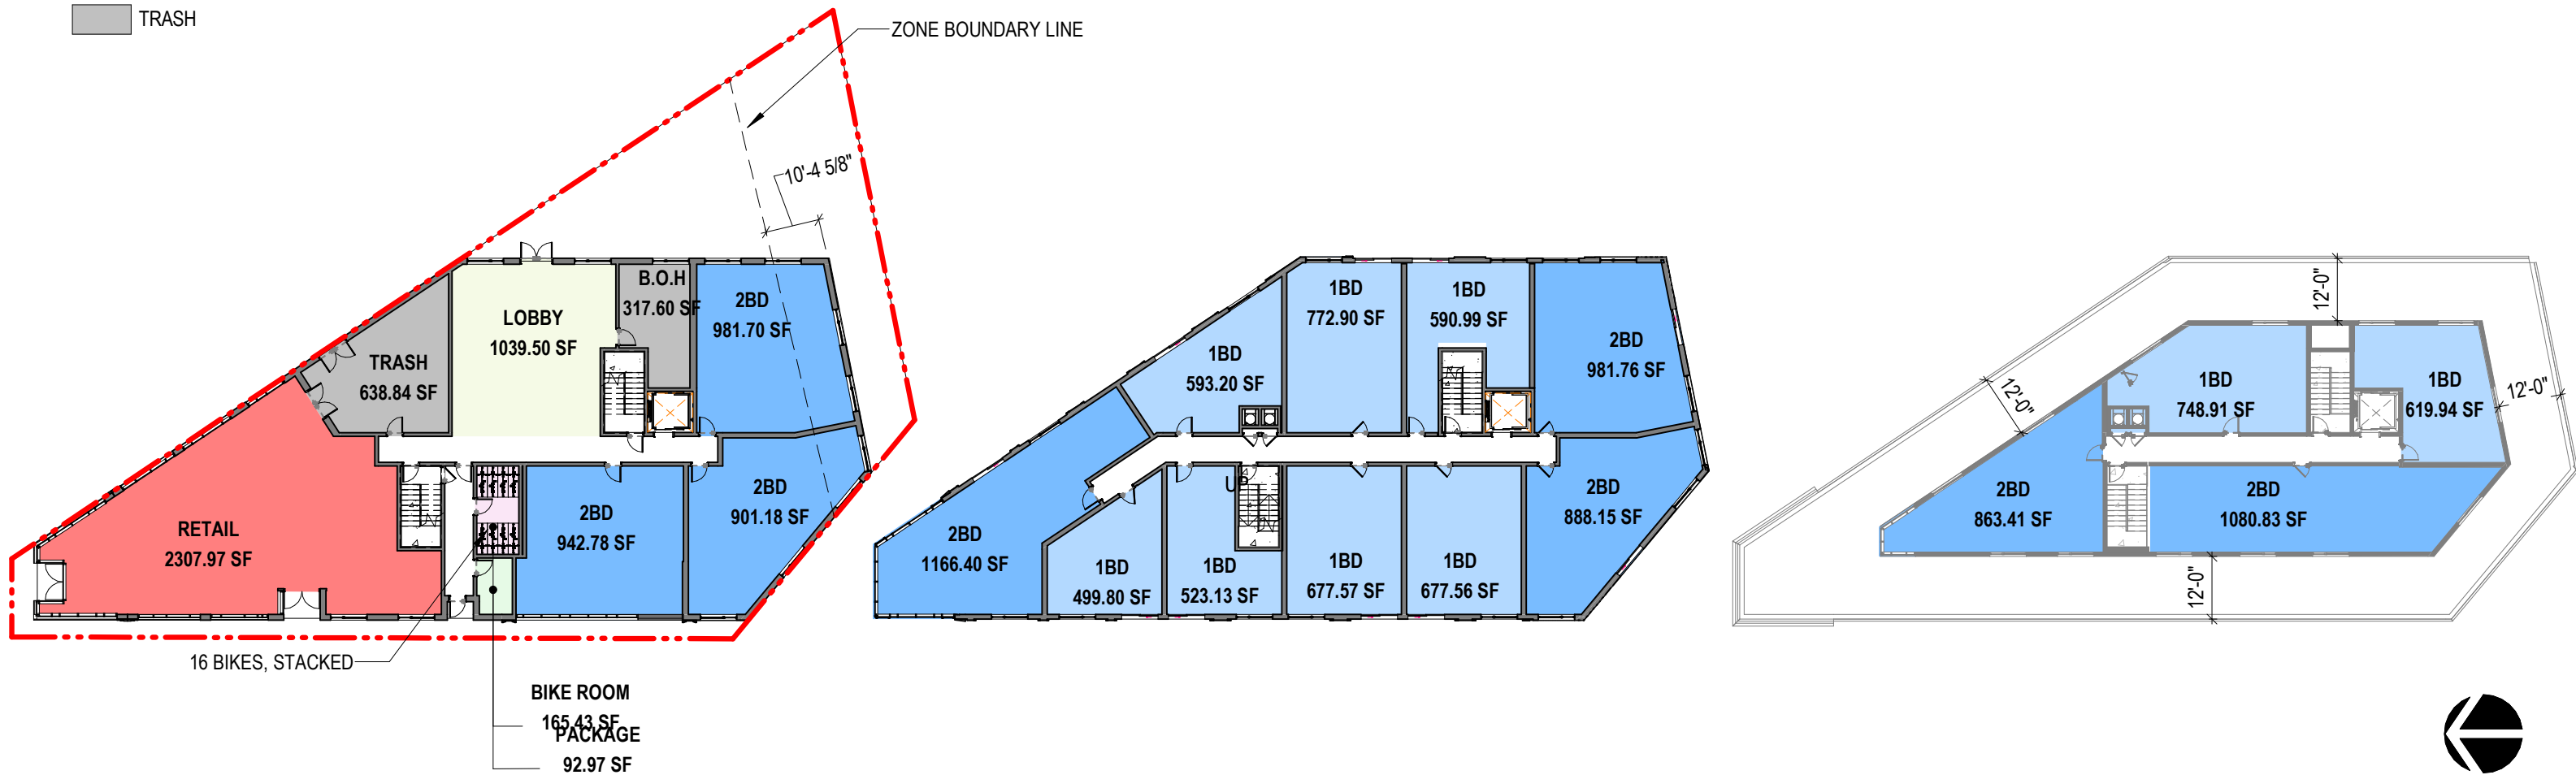 TRASH
ZONE BOUNDARY LINE
10'-4 5/8"
LOBBY
1039.50 SF
B.O.H
317.60 SF
2BD
981.70 SF
TRASH
638.84 SF
RETAIL
2307.97 SF
2BD
942.78 SF
2BD
901.18 SF
16 BIKES, STACKED
BIKE ROOM
165.43 SF
PACKAGE
92.97 SF
1BD
772.90 SF
1BD
590.99 SF
1BD
593.20 SF
2BD
981.76 SF
UP
2BD
1166.40 SF
1BD
499.80 SF
1BD
523.13 SF
1BD
677.57 SF
1BD
677.56 SF
2BD
888.15 SF
12'-0"
12'-0"
1BD
748.91 SF
1BD
619.94 SF
12'-0"
2BD
863.41 SF
2BD
1080.83 SF
12'-0"